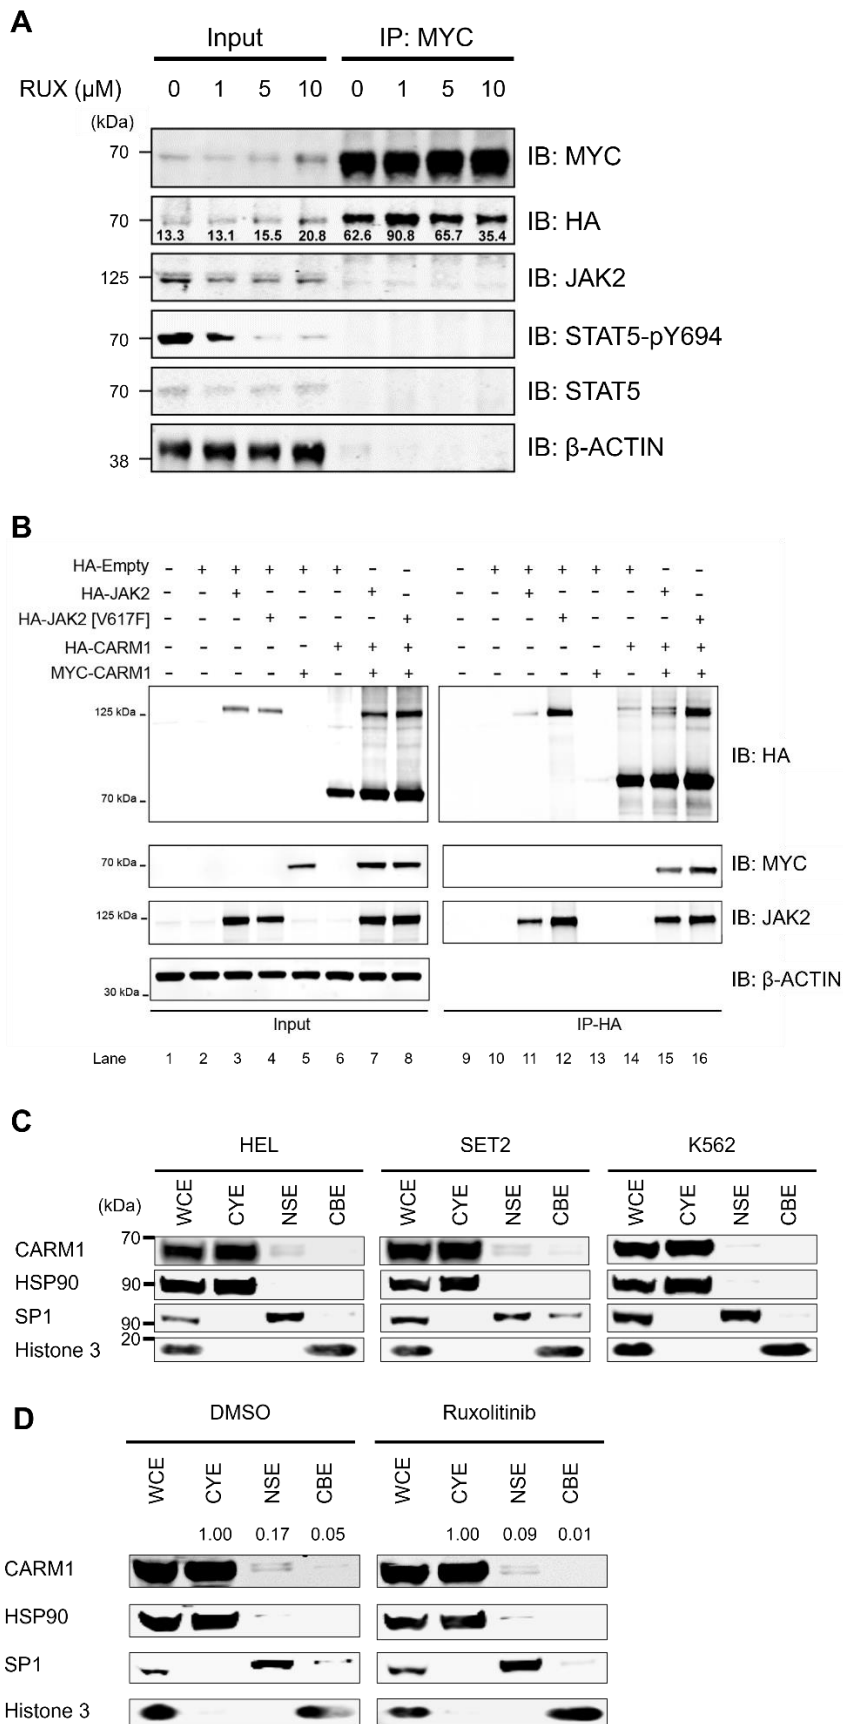 A
Input IP: MYC
RUX (µM) 0 1 5 10 0 1 5 10
(kDa)
70 IB: MYC
70 IB: HA
13.3 13.1 15.5 20.8 62.6 90.8 65.7 35.4
125 IB: JAK2
70 IB: STAT5-pY694
70 IB: STAT5
38 IB: β-ACTIN
B
HA-Empty - + + + + + - - - + + + + + - -
HA-JAK2 - - + - - - + - - - + - - - + -
HA-JAK2 [V617F] - - - + - - - + - - - + - - - +
HA-CARM1 - - - - - + + + - - - - - + + +
MYC-CARM1 - - - - + - + + - - - - + - + +
125 kDa
IB: HA
70 kDa
70 kDa IB: MYC
125 kDa IB: JAK2
30 kDa IB: β-ACTIN
Input IP-HA
Lane 1 2 3 4 5 6 7 8 9 10 11 12 13 14 15 16
C
HEL SET2 K562
(kDa) WCE CYE NSE CBE WCE CYE NSE CBE WCE CYE NSE CBE
CARM1 70
HSP90 90
SP1 90
Histone 3 20
D
DMSO Ruxolitinib
WCE CYE NSE CBE WCE CYE NSE CBE
1.00 0.17 0.05 1.00 0.09 0.01
CARM1
HSP90
SP1
Histone 3